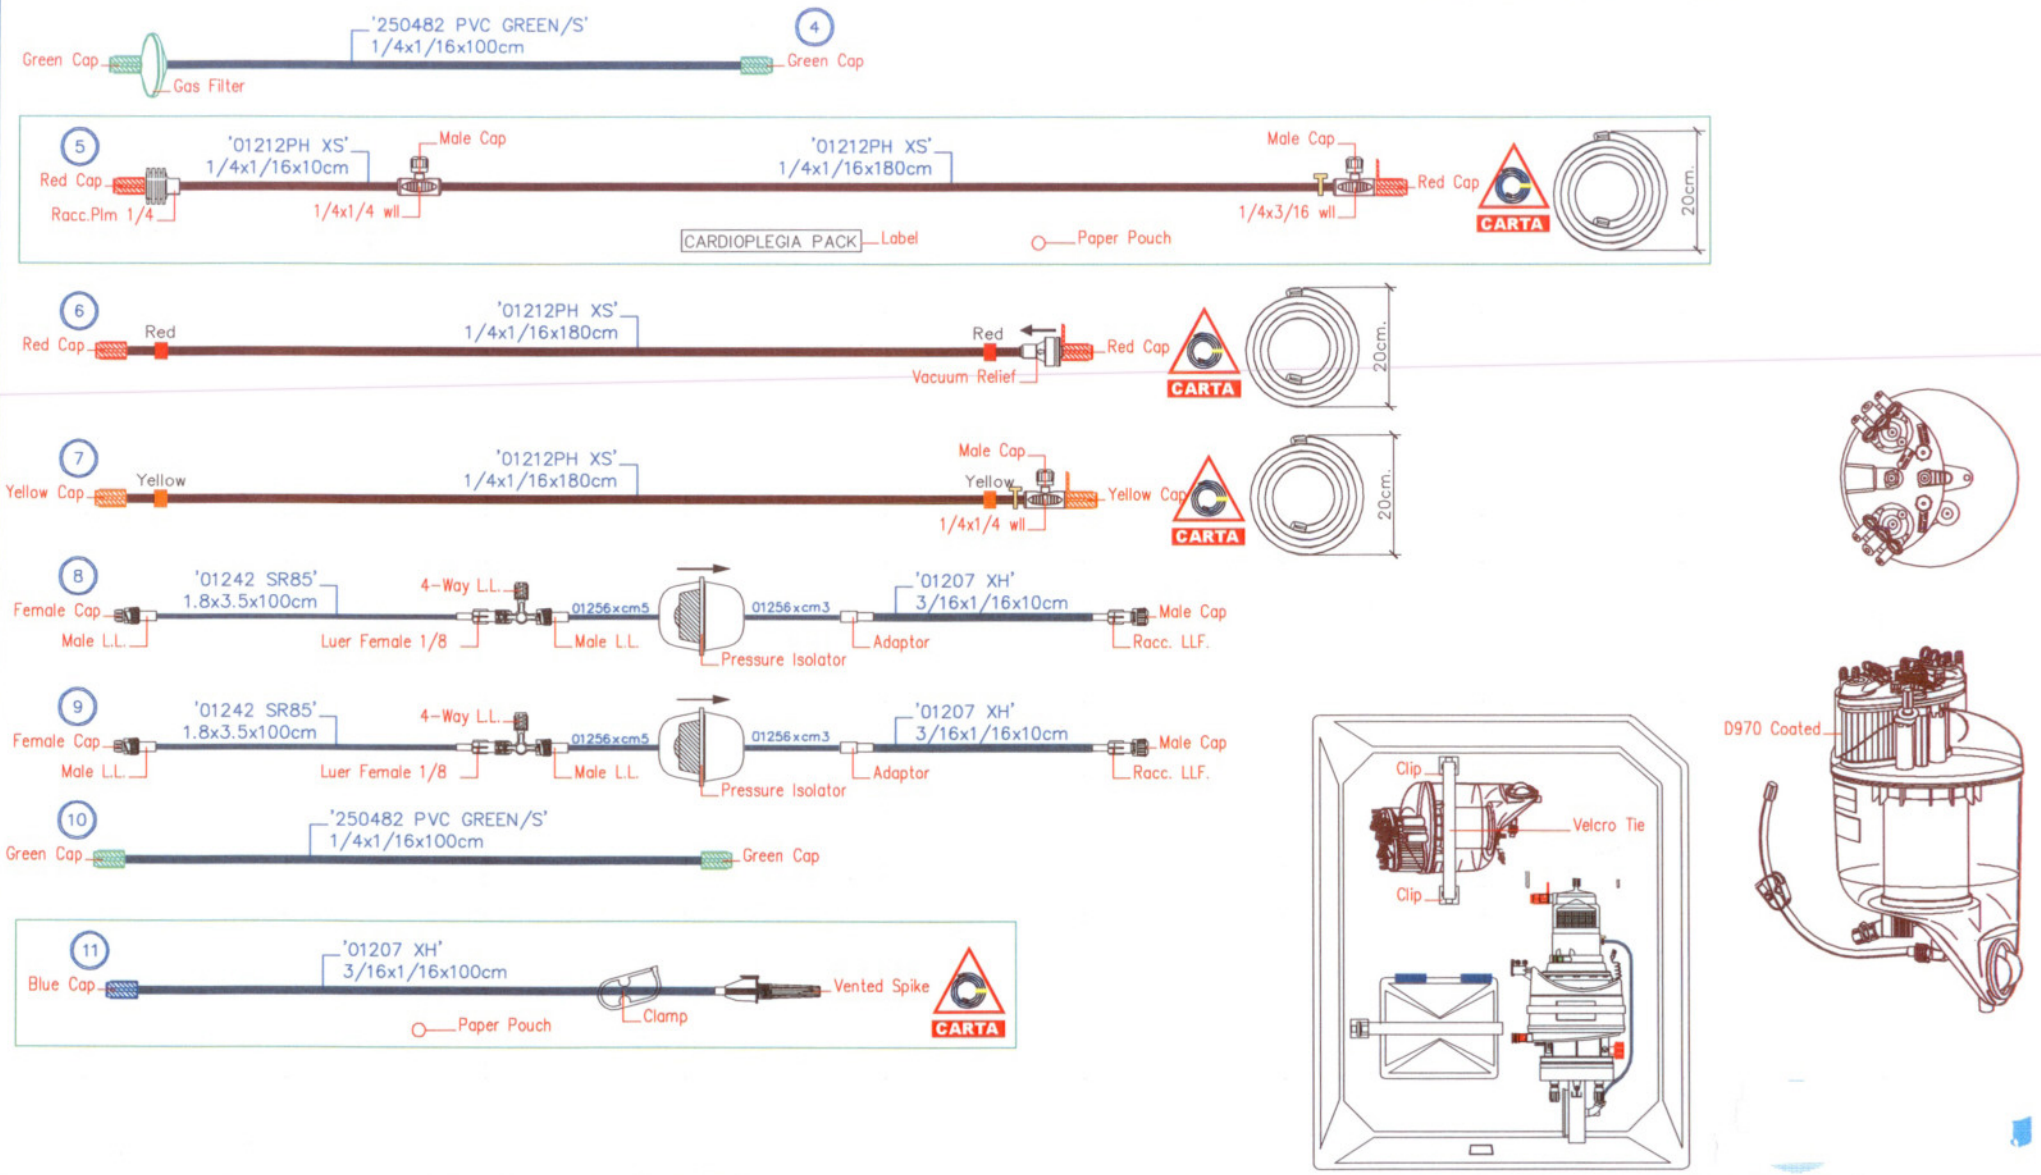 '250482 PVC GREEN/S'
1/4x1/16x100cm
4
Green Cap
Green Cap
Gas Filter
5
'01212PH XS'
1/4x1/16x10cm
Male Cap
'01212PH XS'
1/4x1/16x180cm
Male Cap
Red Cap
Red Cap
Racc.Plm 1/4
1/4x1/4 wll
1/4x3/16 wll
CARTA
20cm.
CARDIOPLEGIA PACK
Label
Paper Pouch
6
'01212PH XS'
1/4x1/16x180cm
Red
Red
Red Cap
Red Cap
Vacuum Relief
CARTA
20cm.
7
'01212PH XS'
1/4x1/16x180cm
Male Cap
Yellow
Yellow
Yellow Cap
Yellow Cap
1/4x1/4 wll
CARTA
20cm.
8
'01242 SR85'
1.8x3.5x100cm
4-Way L.L.
'01207 XH'
3/16x1/16x10cm
Female Cap
01256xcm5
01256xcm3
Male Cap
Male L.L.
Luer Female 1/8
Male L.L.
Adaptor
Racc. LLF.
Pressure Isolator
9
'01242 SR85'
1.8x3.5x100cm
4-Way L.L.
'01207 XH'
3/16x1/16x10cm
Female Cap
01256xcm5
01256xcm3
Male Cap
Male L.L.
Luer Female 1/8
Male L.L.
Adaptor
Racc. LLF.
Pressure Isolator
10
'250482 PVC GREEN/S'
1/4x1/16x100cm
Green Cap
Green Cap
11
'01207 XH'
3/16x1/16x100cm
Blue Cap
Vented Spike
Clamp
Paper Pouch
CARTA
Clip
Velcro Tie
Clip
D970 Coated